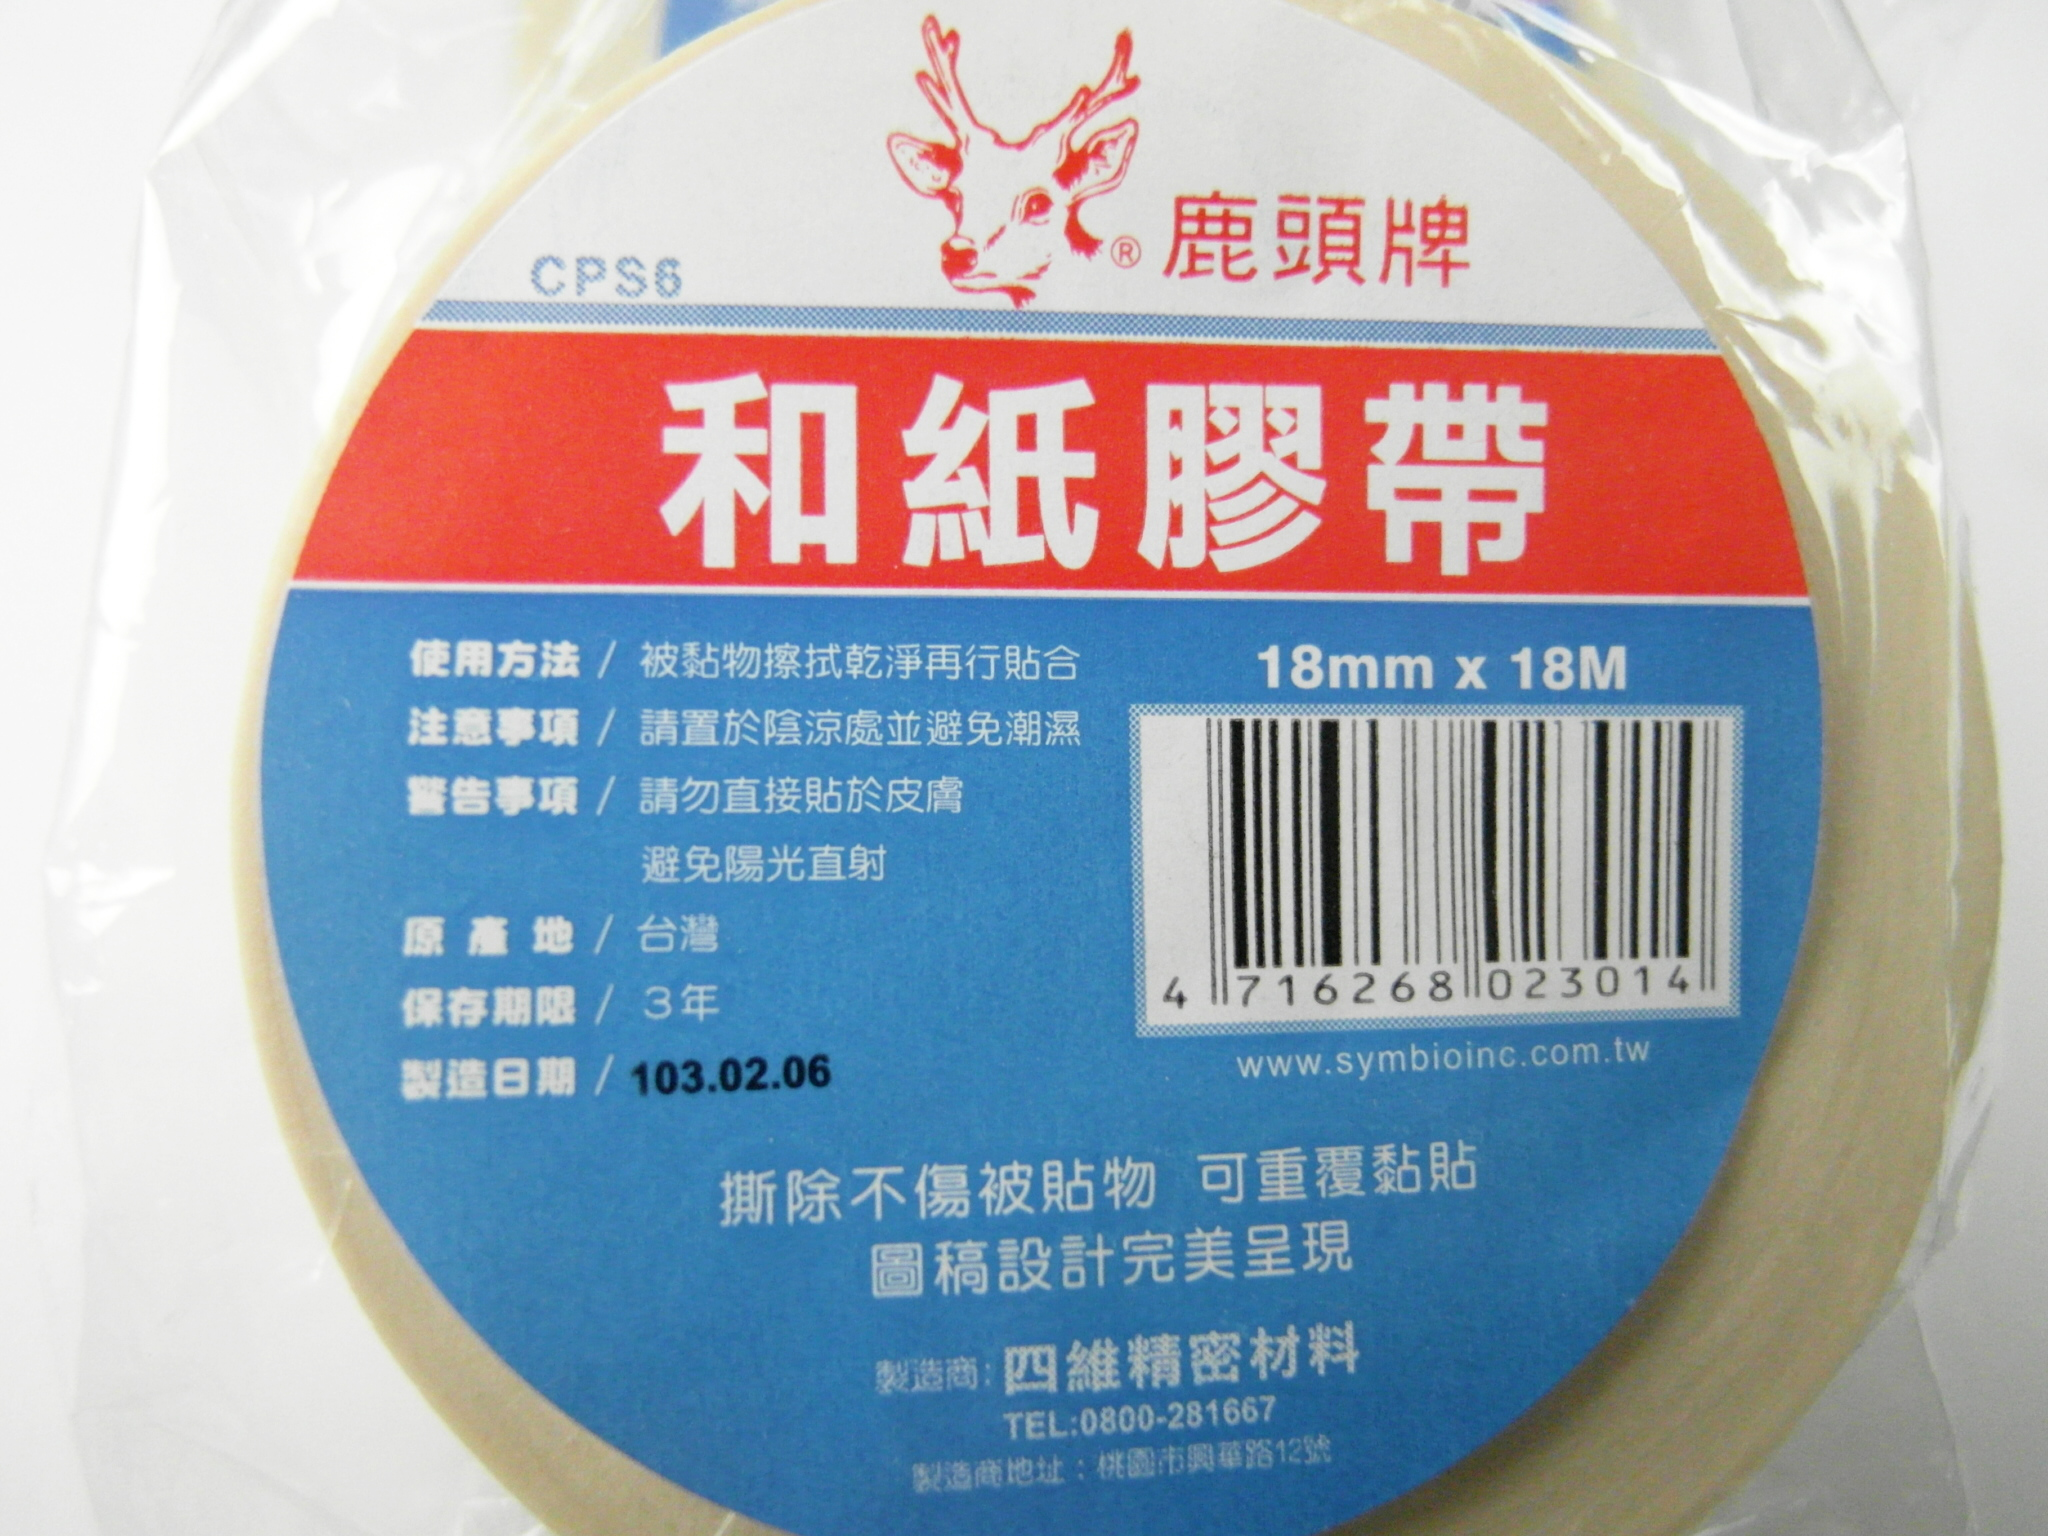 ® 鹿頭牌
CPS6
和紙膠帶
使用方法 / 被黏物擦拭乾淨再行貼合
注意事項 / 請置於陰涼處並避免潮濕
警告事項 / 請勿直接貼於皮膚
避免陽光直射
原產地 / 台灣
保存期限 / 3年
製造日期 / 103.02.06
18mm x 18M
4 716268 023014
www.symbioinc.com.tw
撕除不傷被貼物 可重覆黏貼
圖稿設計完美呈現
製造商: 四維精密材料
TEL:0800-281667
製造商地址：桃園市興華路12號